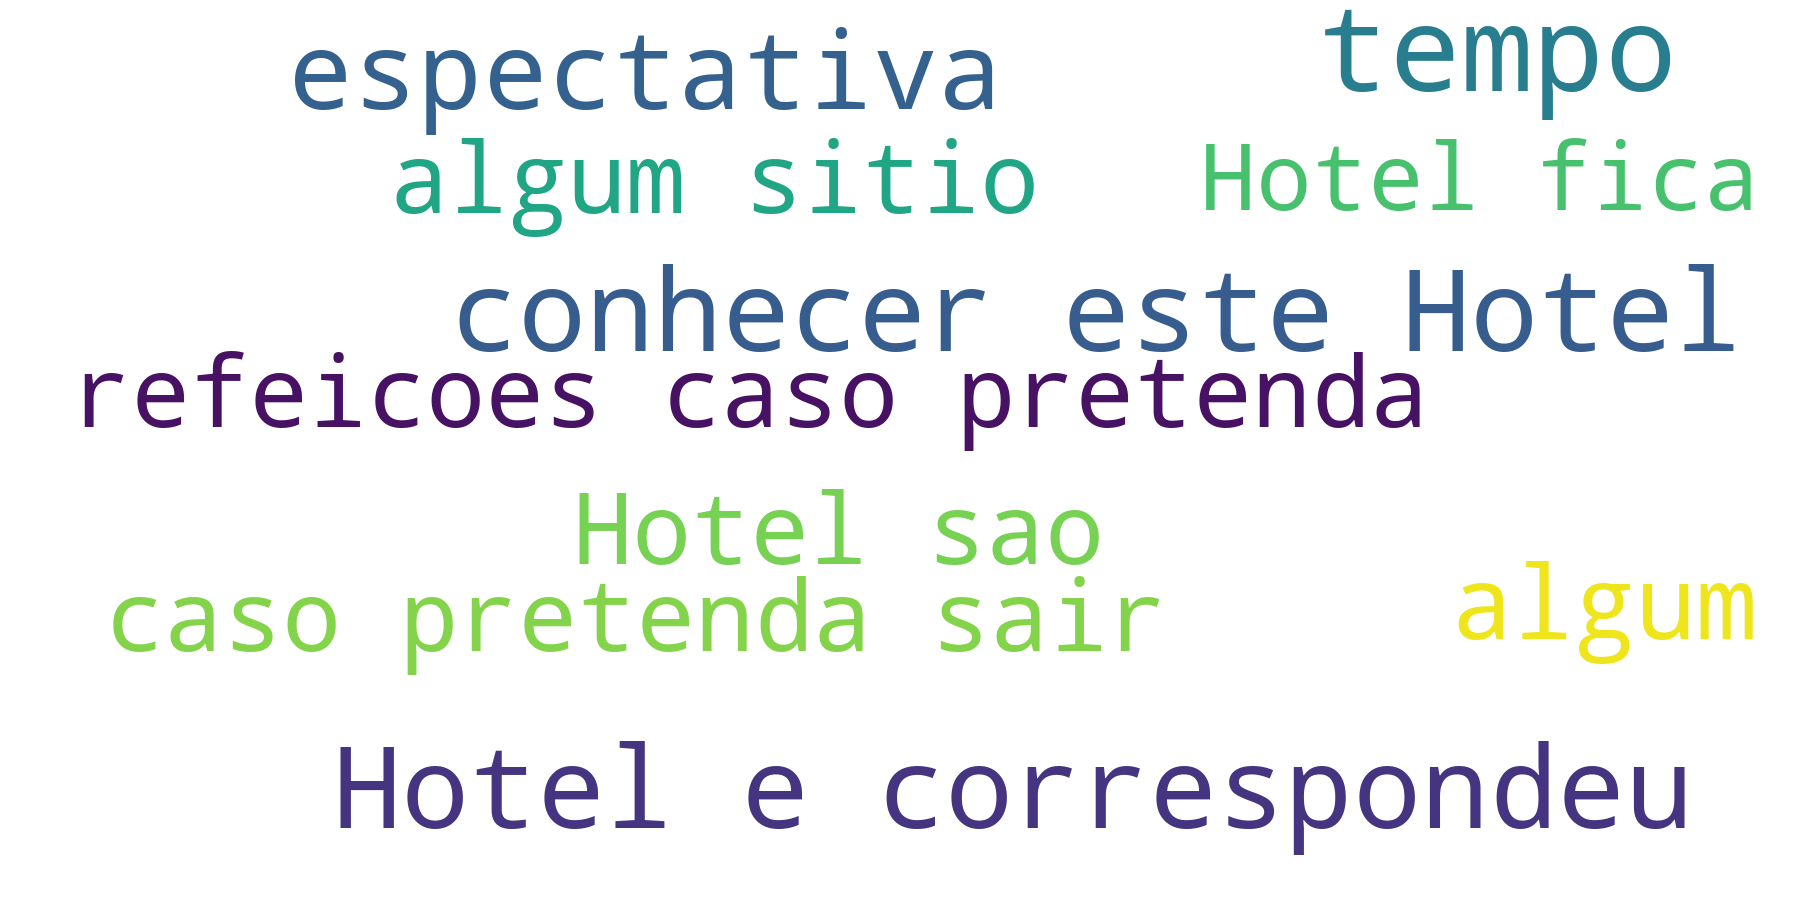 espectativa
tempo
algum sitio
Hotel fica
conhecer este Hotel
refeicoes caso pretenda
Hotel sao
caso pretenda sair
algum
Hotel e correspondeu